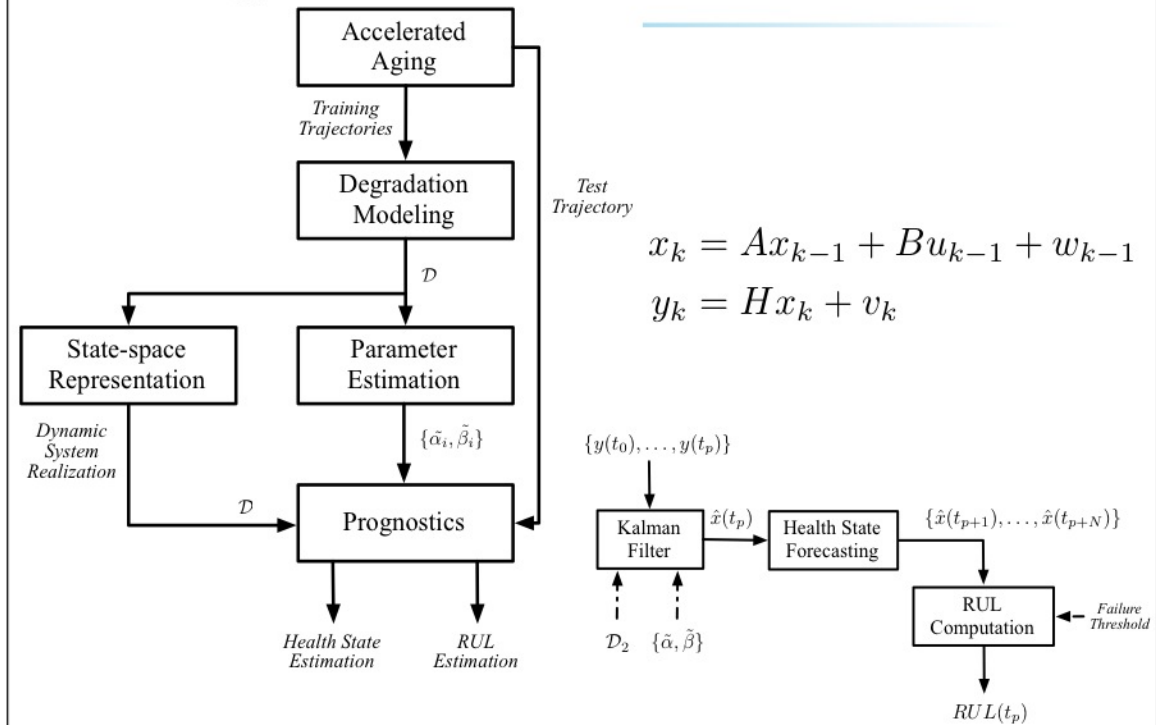 Accelerated
Aging
Training
Trajectories
Degradation
Modeling
Test
Trajectory
𝒟
State-space
Representation
Parameter
Estimation
Dynamic
System
Realization
{α̃_i, β̃_i}
𝒟
Prognostics
Health State
Estimation
RUL
Estimation
x_k = Ax_{k−1} + Bu_{k−1} + w_{k−1}
y_k = Hx_k + v_k
{y(t_0), . . . , y(t_p)}
Kalman
Filter
x̂(t_p)
Health State
Forecasting
{x̂(t_{p+1}), . . . , x̂(t_{p+N})}
𝒟_2
{α̃, β̃}
RUL
Computation
Failure
Threshold
RUL(t_p)